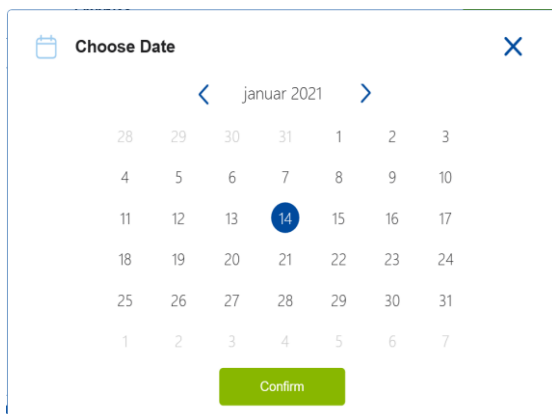 Choose Date
januar 2021
28 29 30 31 1 2 3
4 5 6 7 8 9 10
11 12 13 14 15 16 17
18 19 20 21 22 23 24
25 26 27 28 29 30 31
1 2 3 4 5 6 7
Confirm